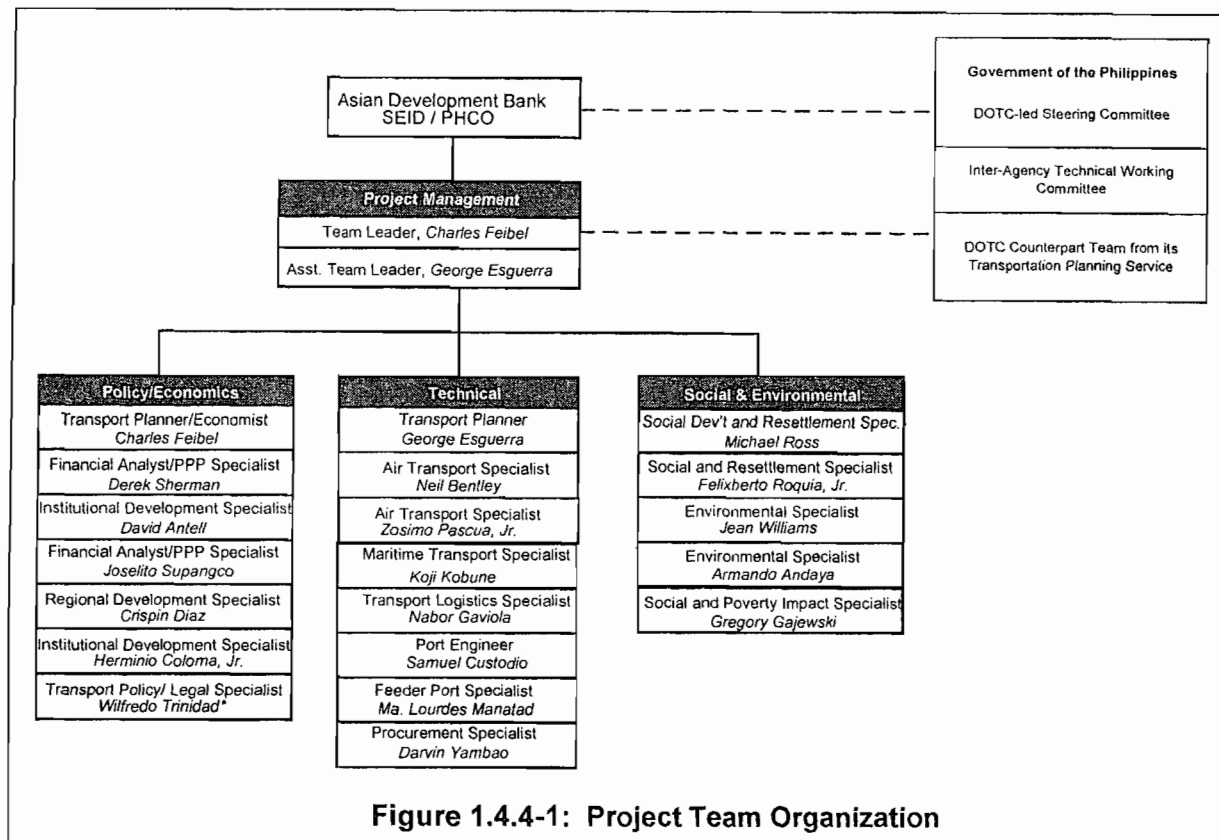 Asian Development Bank
SEID / PHCO
Government of the Philippines
DOTC-led Steering Committee
Inter-Agency Technical Working
Committee
DOTC Counterpart Team from its
Transportation Planning Service
Project Management
Team Leader, Charles Feibel
Asst. Team Leader, George Esguerra
Policy/Economics
Transport Planner/Economist
Charles Feibel
Financial Analyst/PPP Specialist
Derek Sherman
Institutional Development Specialist
David Antell
Financial Analyst/PPP Specialist
Joselito Supangco
Regional Development Specialist
Crispin Diaz
Institutional Development Specialist
Herminio Coloma, Jr.
Transport Policy/ Legal Specialist
Wilfredo Trinidad*
Technical
Transport Planner
George Esguerra
Air Transport Specialist
Neil Bentley
Air Transport Specialist
Zosimo Pascua, Jr.
Maritime Transport Specialist
Koji Kobune
Transport Logistics Specialist
Nabor Gaviola
Port Engineer
Samuel Custodio
Feeder Port Specialist
Ma. Lourdes Manatad
Procurement Specialist
Darvin Yambao
Social & Environmental
Social Dev't and Resettlement Spec.
Michael Ross
Social and Resettlement Specialist
Felixberto Roquia, Jr.
Environmental Specialist
Jean Williams
Environmental Specialist
Armando Andaya
Social and Poverty Impact Specialist
Gregory Gajewski
Figure 1.4.4-1: Project Team Organization